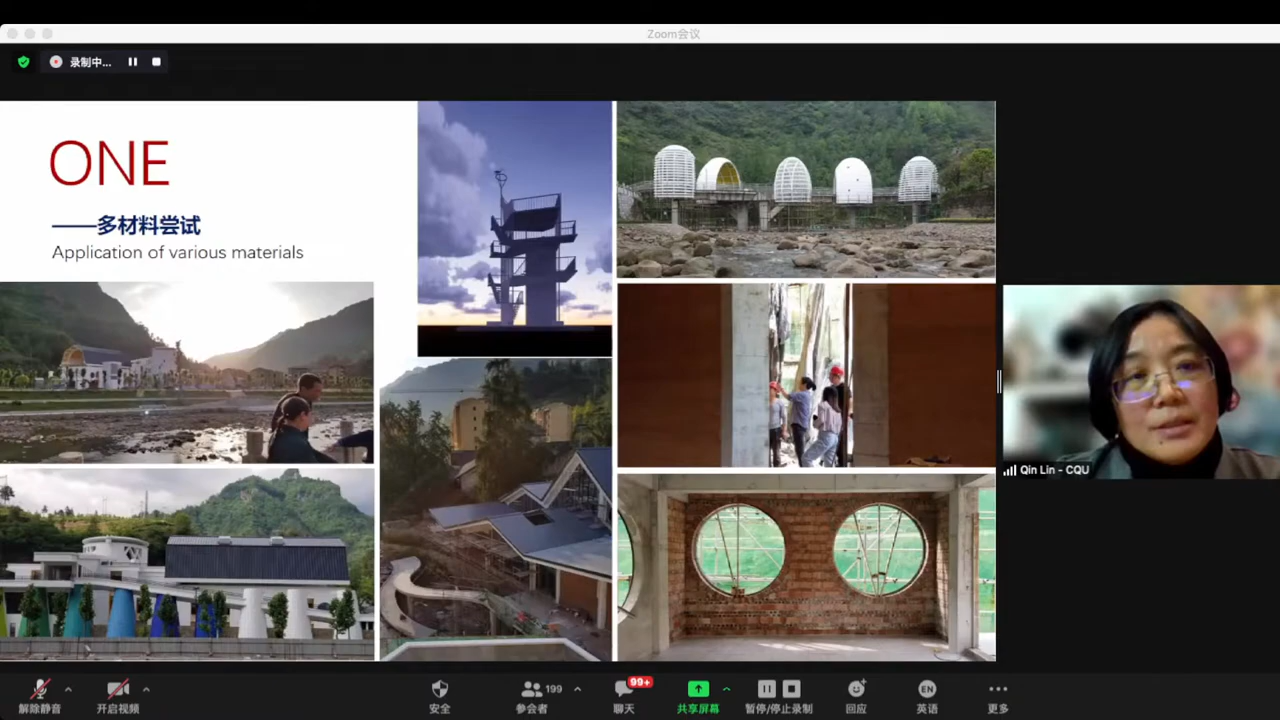 Zoom会议
录制中...
ONE
——多材料尝试
Application of various materials
Qin Lin - CQU
解除静音
开启视频
安全
199
参会者
99+
聊天
共享屏幕
暂停/停止录制
回应
EN
英语
更多